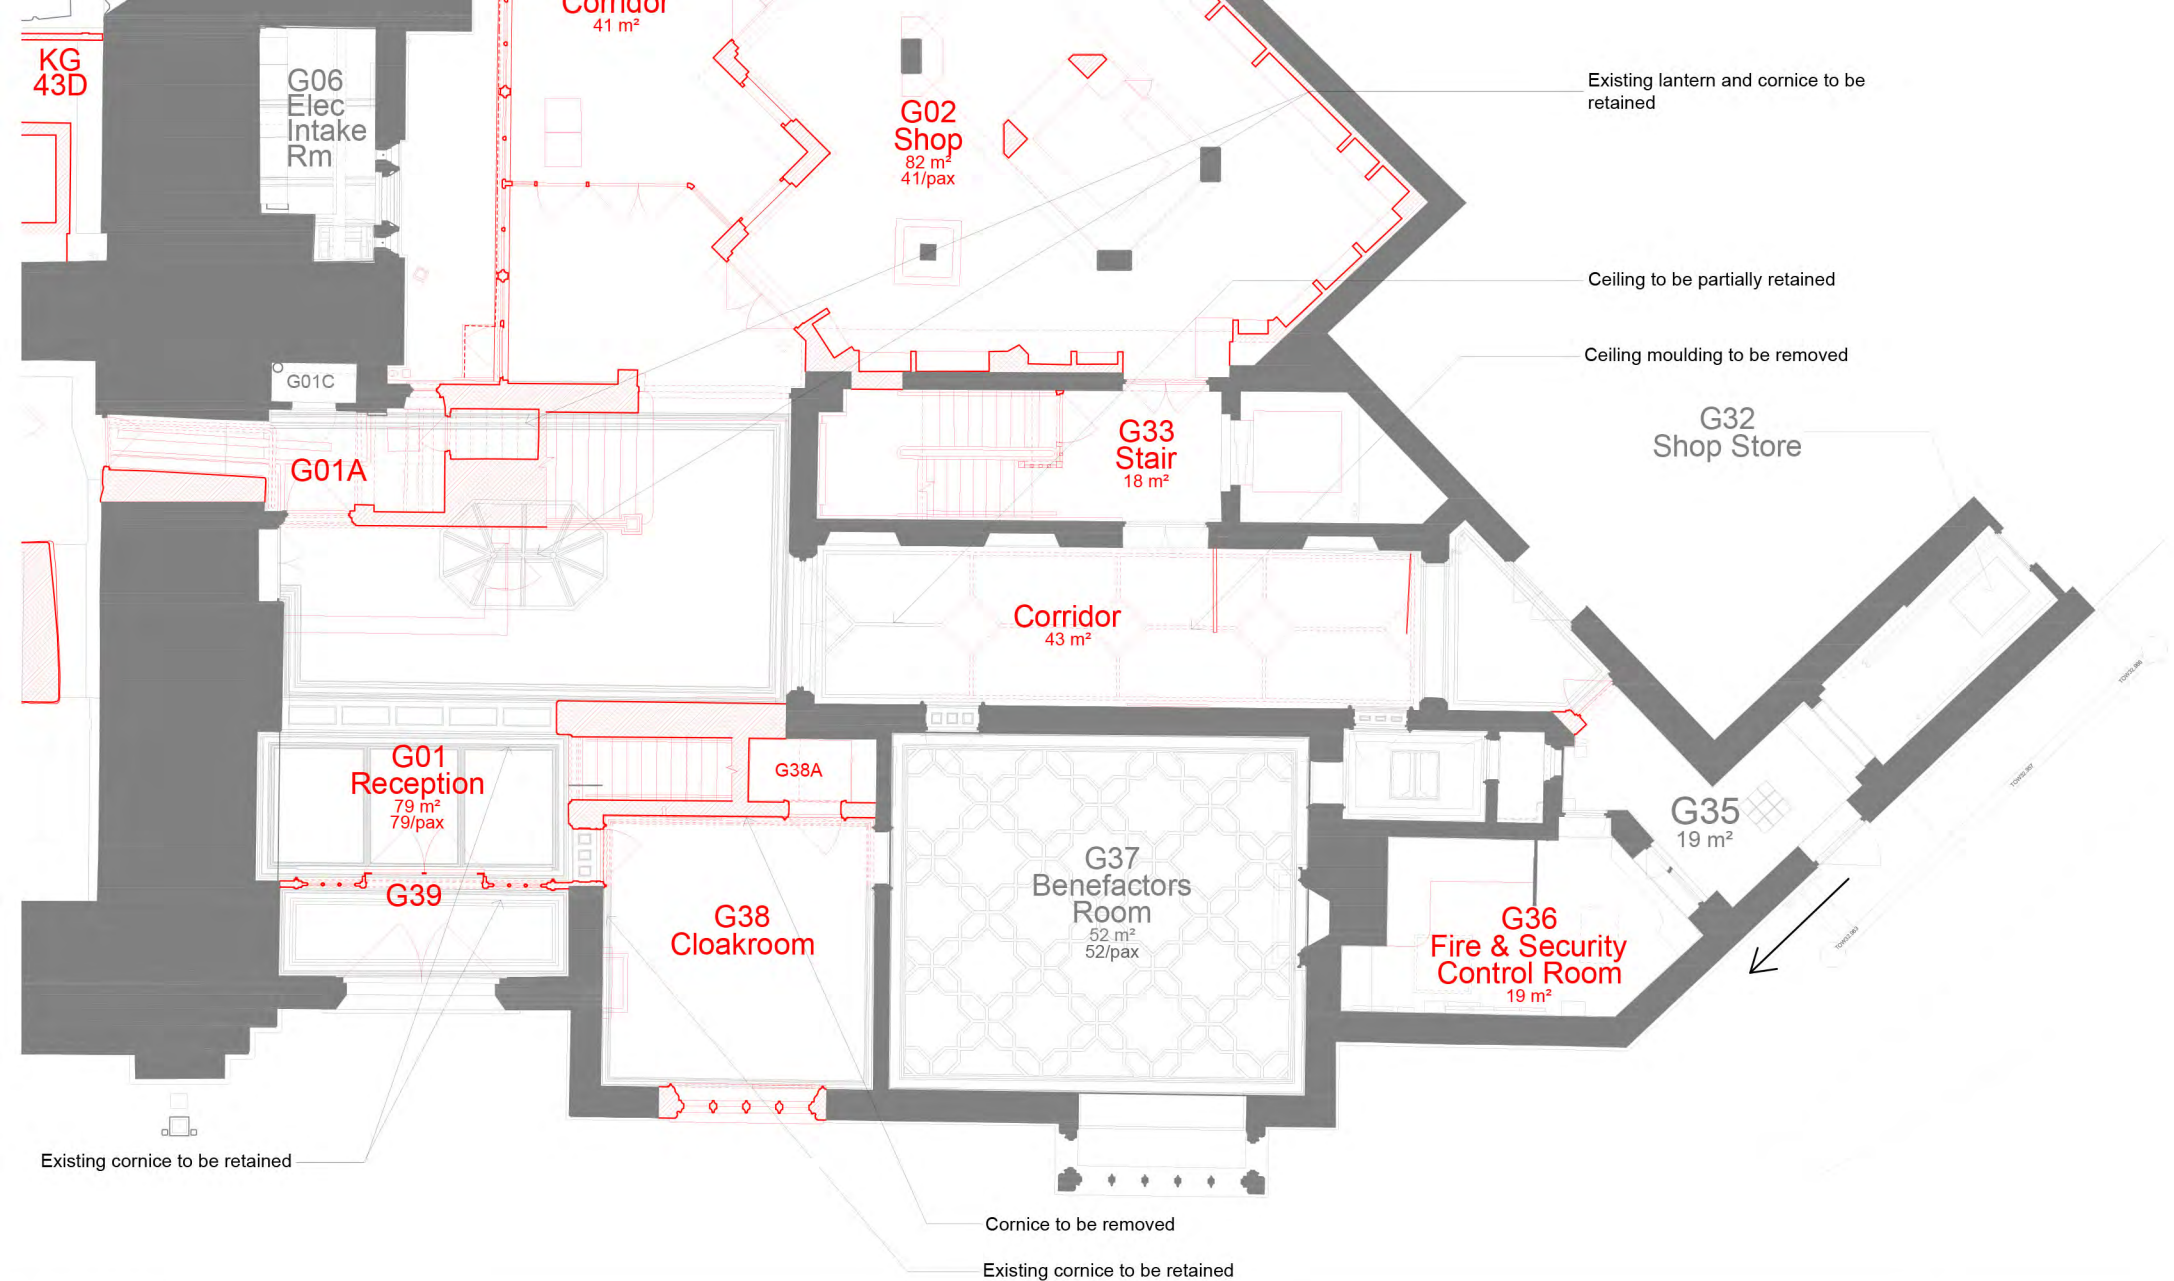 Corridor
41 m²
KG
43D
G06
Elec
Intake
Rm
G02
Shop
82 m²
41/pax
Existing lantern and cornice to be
retained
Ceiling to be partially retained
Ceiling moulding to be removed
G01C
G01A
G33
Stair
18 m²
G32
Shop Store
Corridor
43 m²
G01
Reception
79 m²
79/pax
G38A
G39
G38
Cloakroom
G37
Benefactors
Room
52 m²
52/pax
G35
19 m²
G36
Fire & Security
Control Room
19 m²
Existing cornice to be retained
Cornice to be removed
Existing cornice to be retained